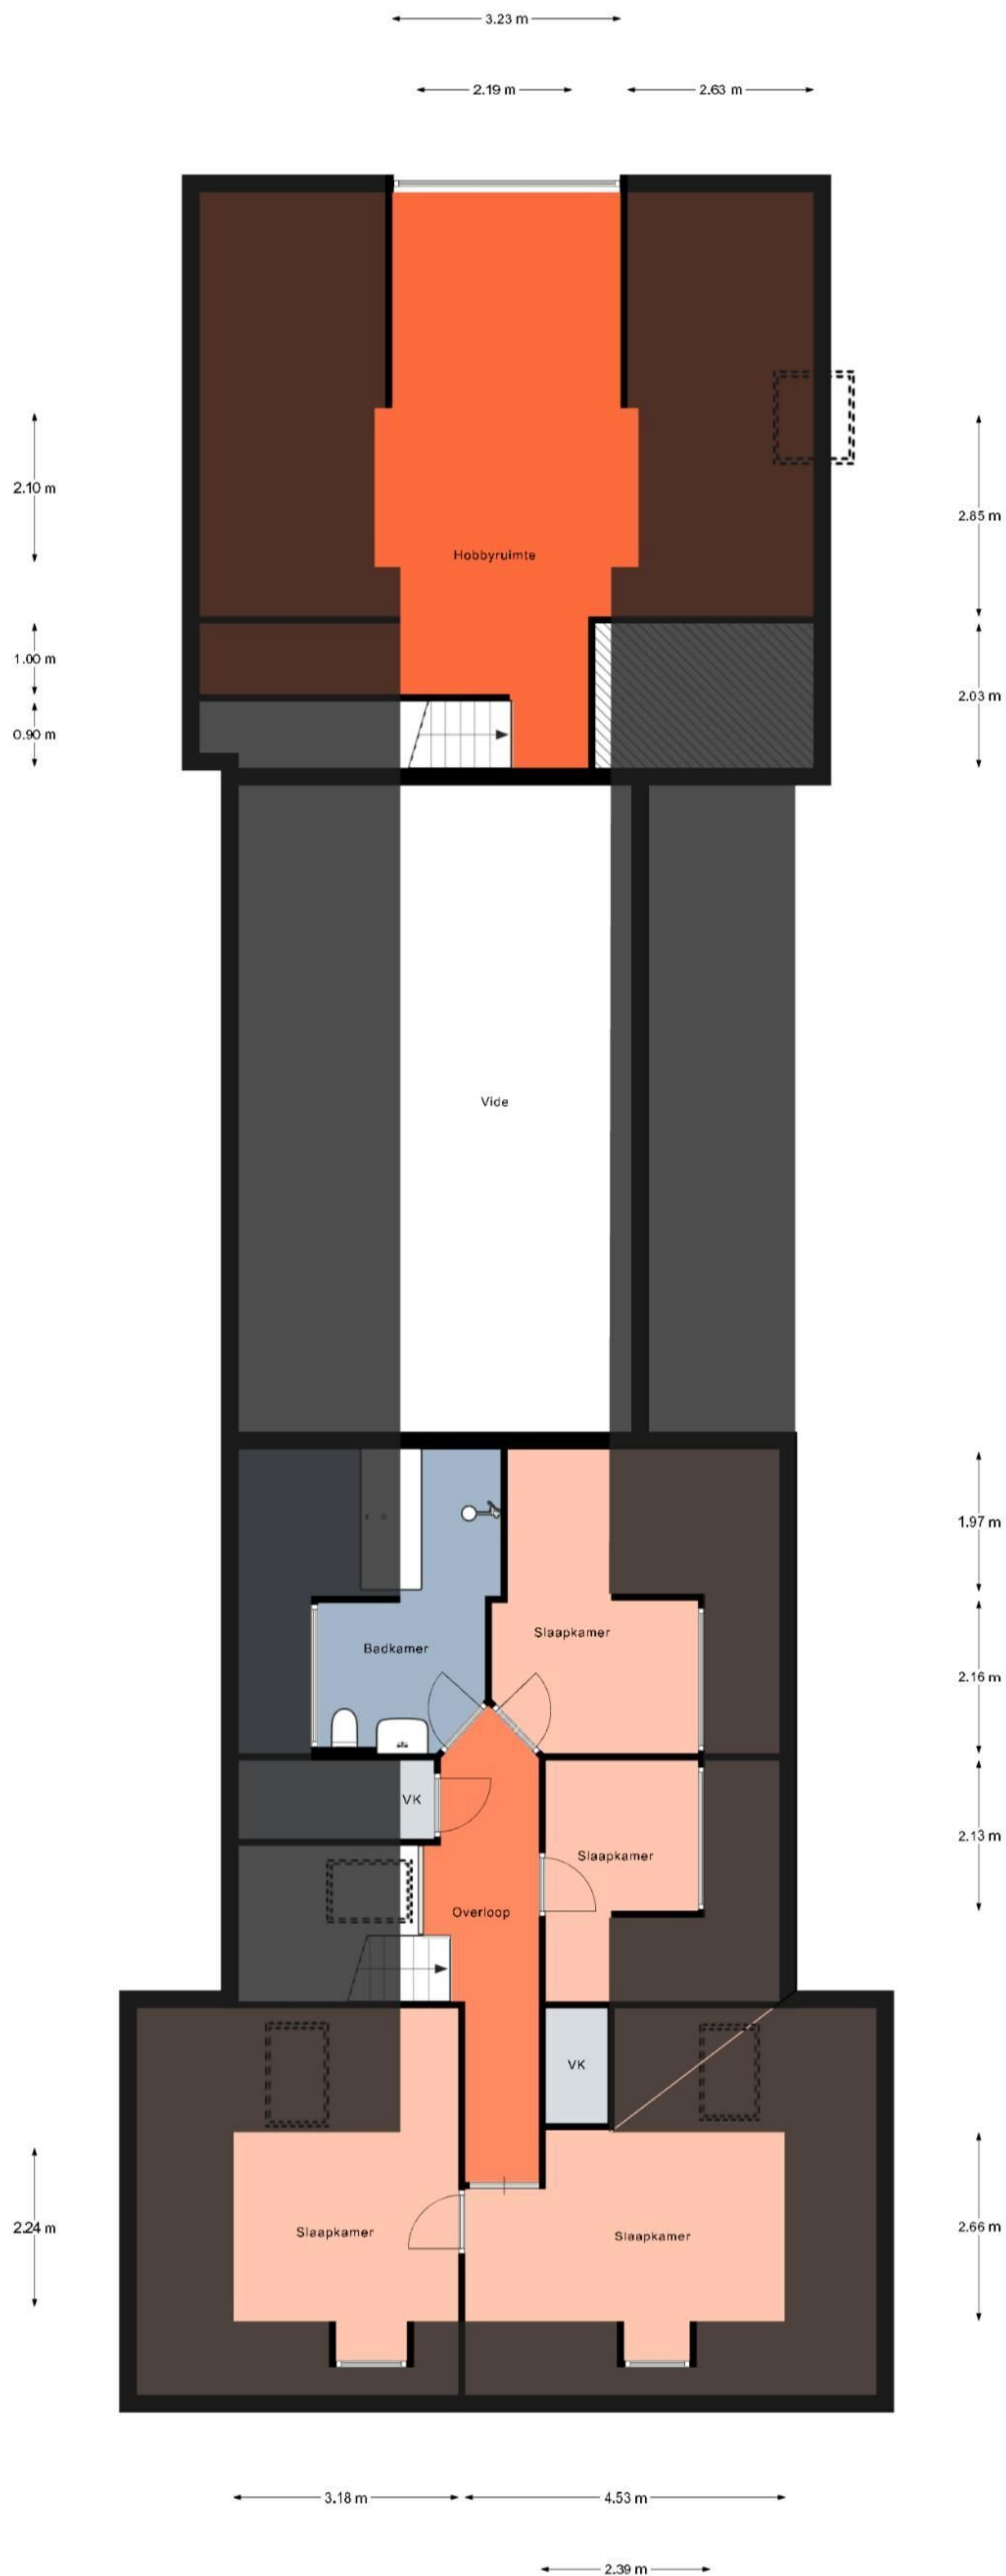 3.23 m
2.19 m
2.63 m
2.10 m
2.85 m
Hobbyruimte
1.00 m
2.03 m
0.90 m
Vide
1.97 m
Slaapkamer
Badkamer
2.16 m
VK
2.13 m
Slaapkamer
Overloop
VK
2.24 m
Slaapkamer
Slaapkamer
2.66 m
3.18 m
4.53 m
2.39 m